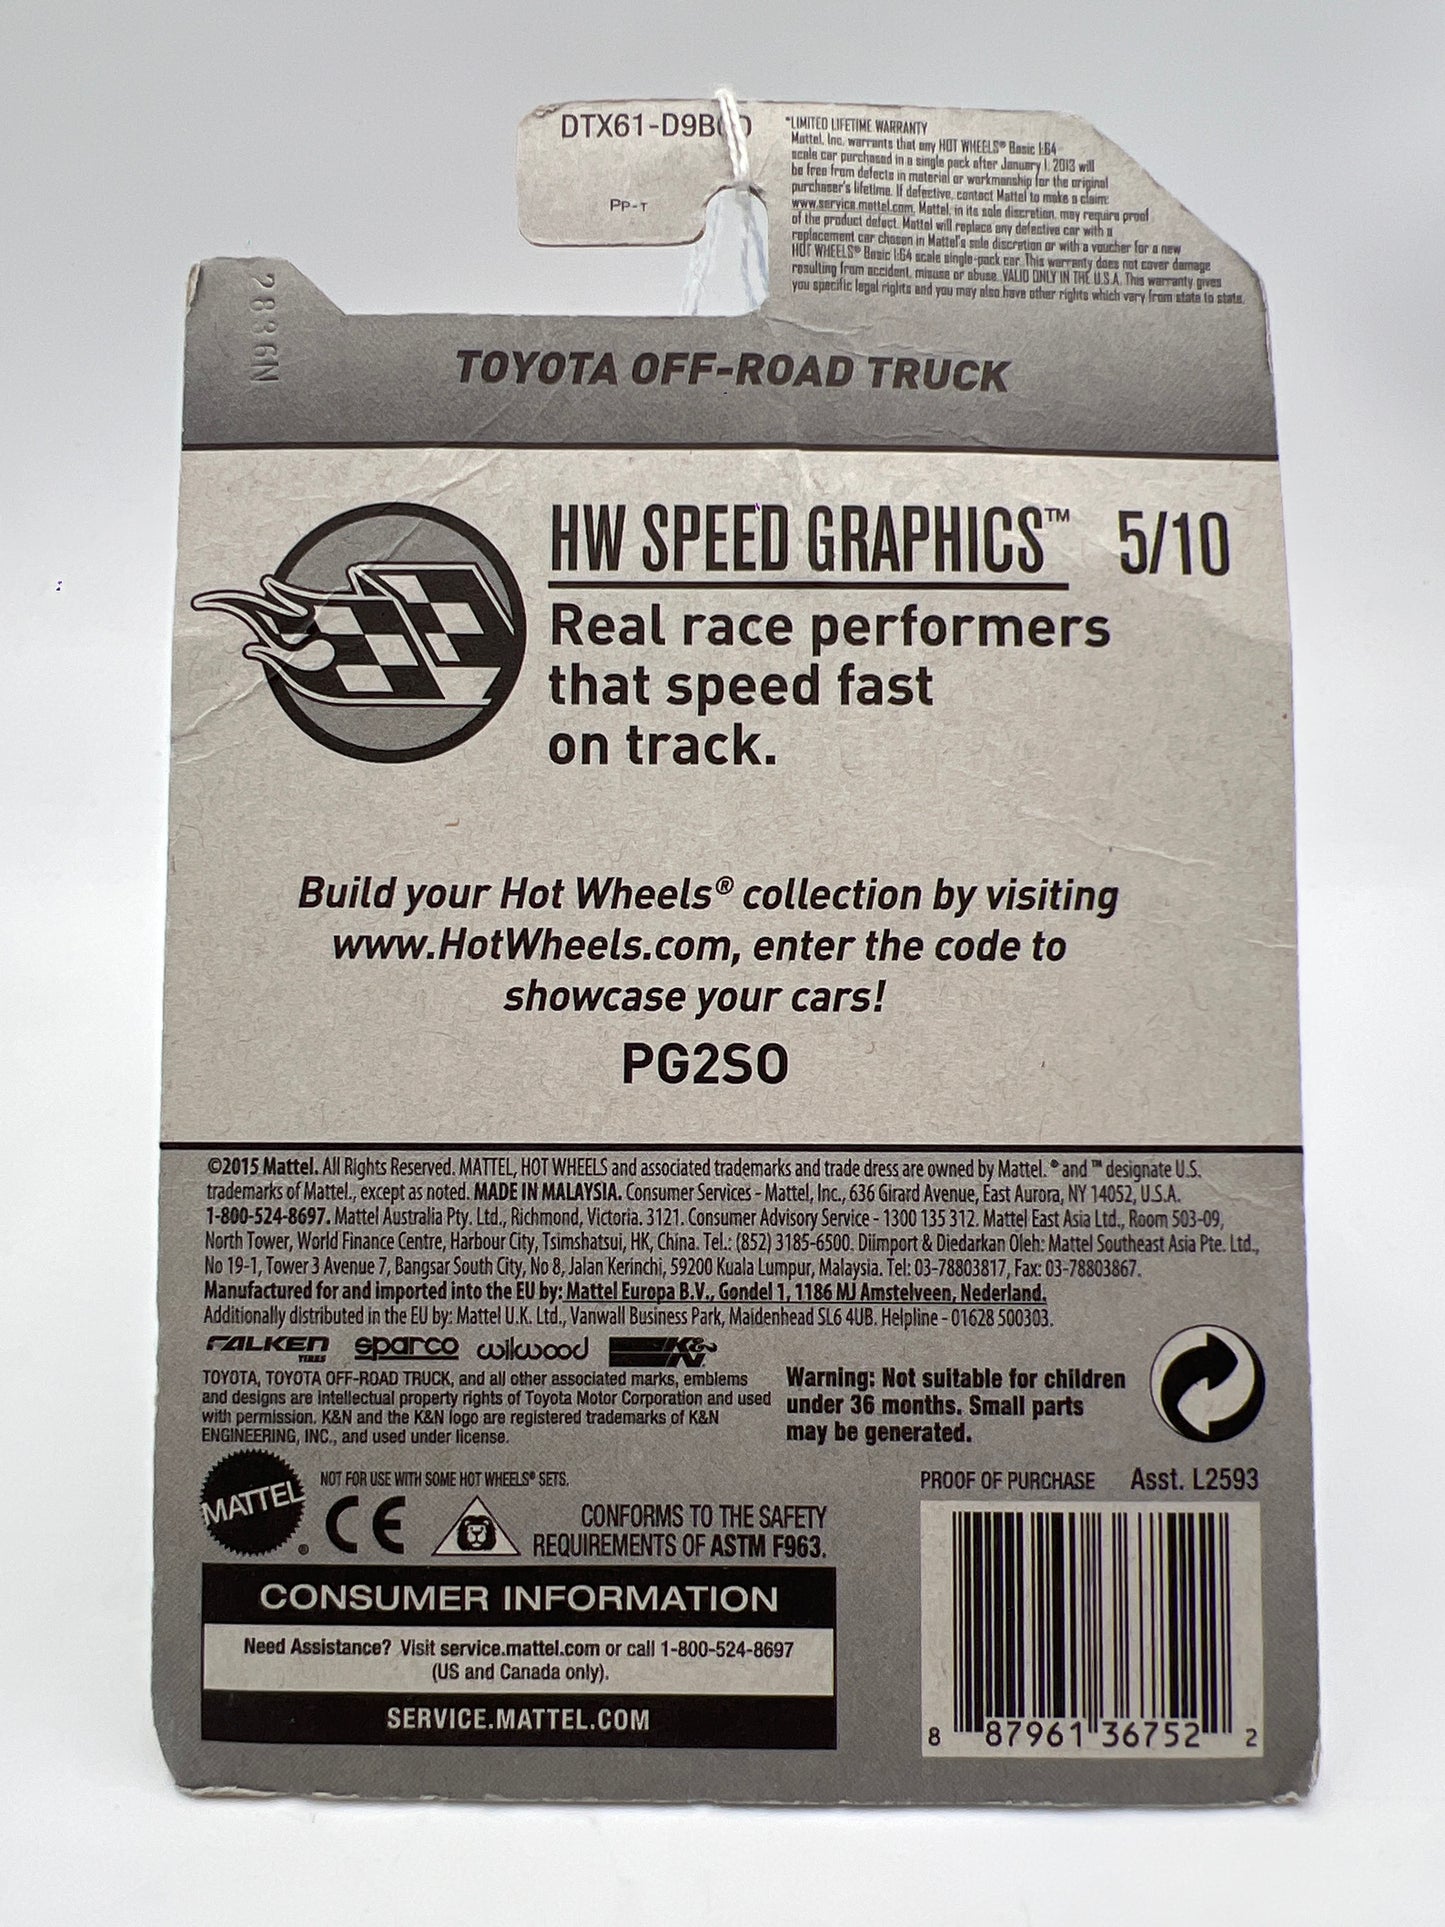 DTX61-D9B
PP-T
*LIMITED LIFETIME WARRANTY
Mattel, Inc. warrants that any HOT WHEELS® Basic 1:64
scale car purchased in a single pack after January 1, 2013 will
be free from defects in material or workmanship for the original
purchaser's lifetime. If defective, contact Mattel to make a claim:
www.service.mattel.com. Mattel, in its sole discretion, may require proof
of the product defect. Mattel will replace any defective car with a
replacement car chosen in Mattel's sole discretion or with a voucher for a new
HOT WHEELS® Basic 1:64 scale single-pack car. This warranty does not cover damage
resulting from accident, misuse or abuse. VALID ONLY IN THE U.S.A. This warranty gives
you specific legal rights and you may also have other rights which vary from state to state.
TOYOTA OFF-ROAD TRUCK
HW SPEED GRAPHICS™ 5/10
Real race performers
that speed fast
on track.
Build your Hot Wheels® collection by visiting
www.HotWheels.com, enter the code to
showcase your cars!
PG2SO
©2015 Mattel. All Rights Reserved. MATTEL, HOT WHEELS and associated trademarks and trade dress are owned by Mattel. ® and ™ designate U.S.
trademarks of Mattel., except as noted. MADE IN MALAYSIA. Consumer Services - Mattel, Inc., 636 Girard Avenue, East Aurora, NY 14052, U.S.A.
1-800-524-8697. Mattel Australia Pty. Ltd., Richmond, Victoria. 3121. Consumer Advisory Service - 1300 135 312. Mattel East Asia Ltd., Room 503-09,
North Tower, World Finance Centre, Harbour City, Tsimshatsui, HK, China. Tel.: (852) 3185-6500. Diimport & Diedarkan Oleh: Mattel Southeast Asia Pte. Ltd.,
No 19-1, Tower 3 Avenue 7, Bangsar South City, No 8, Jalan Kerinchi, 59200 Kuala Lumpur, Malaysia. Tel: 03-78803817, Fax: 03-78803867.
Manufactured for and imported into the EU by: Mattel Europa B.V., Gondel 1, 1186 MJ Amstelveen, Nederland.
Additionally distributed in the EU by: Mattel U.K. Ltd., Vanwall Business Park, Maidenhead SL6 4UB. Helpline - 01628 500303.
FALKEN TIRES sparco wilwood K&N
TOYOTA, TOYOTA OFF-ROAD TRUCK, and all other associated marks, emblems
and designs are intellectual property rights of Toyota Motor Corporation and used
with permission. K&N and the K&N logo are registered trademarks of K&N
ENGINEERING, INC., and used under license.
Warning: Not suitable for children
under 36 months. Small parts
may be generated.
MATTEL ®
NOT FOR USE WITH SOME HOT WHEELS® SETS.
CE
CONFORMS TO THE SAFETY
REQUIREMENTS OF ASTM F963.
PROOF OF PURCHASE Asst. L2593
CONSUMER INFORMATION
Need Assistance? Visit service.mattel.com or call 1-800-524-8697
(US and Canada only).
SERVICE.MATTEL.COM
8 87961 36752 2